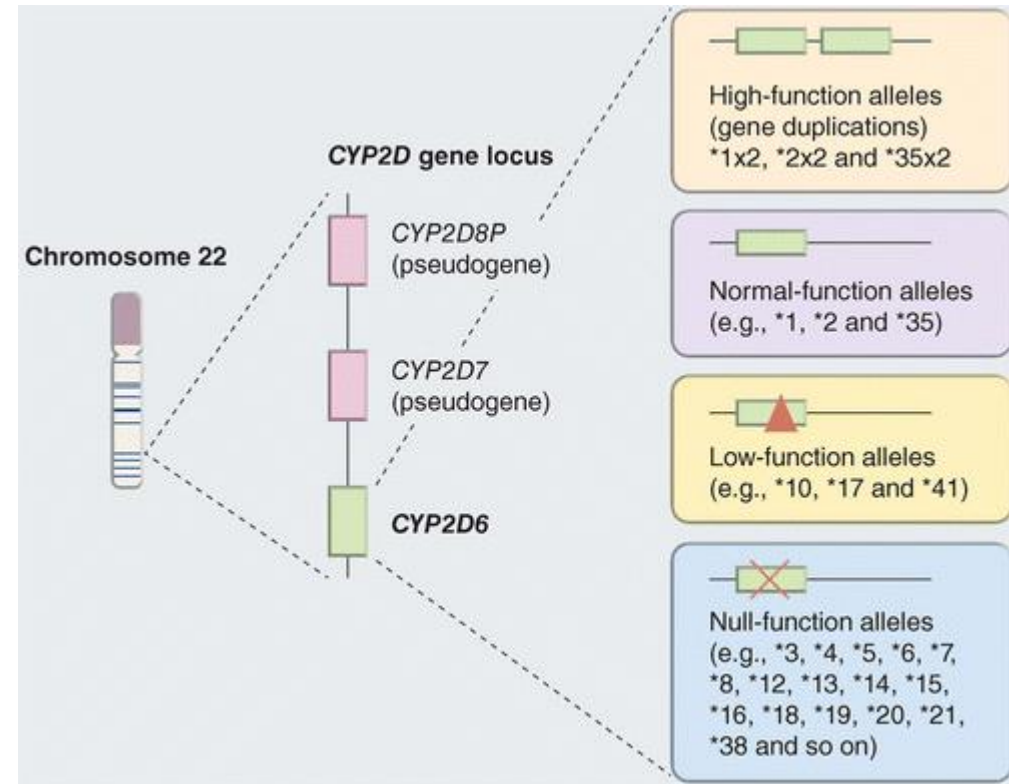 Chromosome 22
CYP2D gene locus
CYP2D8P
(pseudogene)
CYP2D7
(pseudogene)
CYP2D6
High-function alleles
(gene duplications)
*1x2, *2x2 and *35x2
Normal-function alleles
(e.g., *1, *2 and *35)
Low-function alleles
(e.g., *10, *17 and *41)
Null-function alleles
(e.g., *3, *4, *5, *6, *7,
*8, *12, *13, *14, *15,
*16, *18, *19, *20, *21,
*38 and so on)